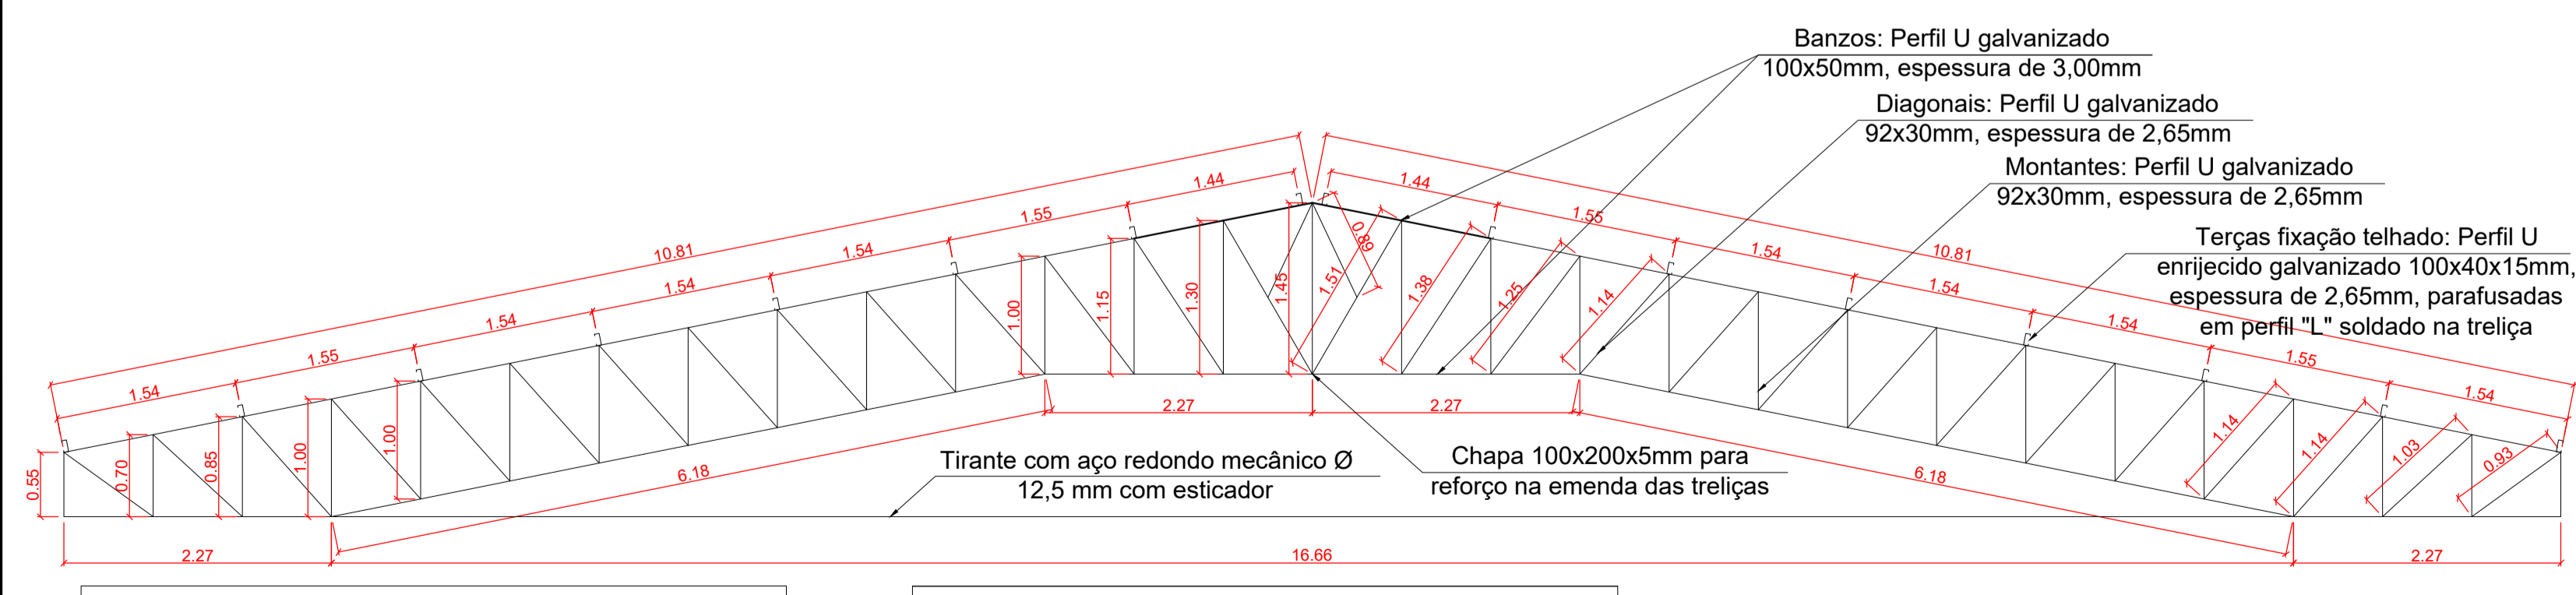 Banzos: Perfil U galvanizado
100x50mm, espessura de 3,00mm
Diagonais: Perfil U galvanizado
92x30mm, espessura de 2,65mm
Montantes: Perfil U galvanizado
92x30mm, espessura de 2,65mm
Terças fixação telhado: Perfil U
enrijecido galvanizado 100x40x15mm,
espessura de 2,65mm, parafusadas
em perfil "L" soldado na treliça
10.81
10.81
1.54
1.55
1.54
1.54
1.54
1.55
1.44
1.44
1.55
1.54
1.54
1.54
1.55
1.54
0.55
0.70
0.85
1.00
1.00
1.00
1.15
1.30
1.45
0.89
1.51
1.38
1.25
1.14
1.14
1.14
1.03
0.93
2.27
2.27
6.18
6.18
Tirante com aço redondo mecânico Ø
12,5 mm com esticador
Chapa 100x200x5mm para
reforço na emenda das treliças
2.27
16.66
2.27